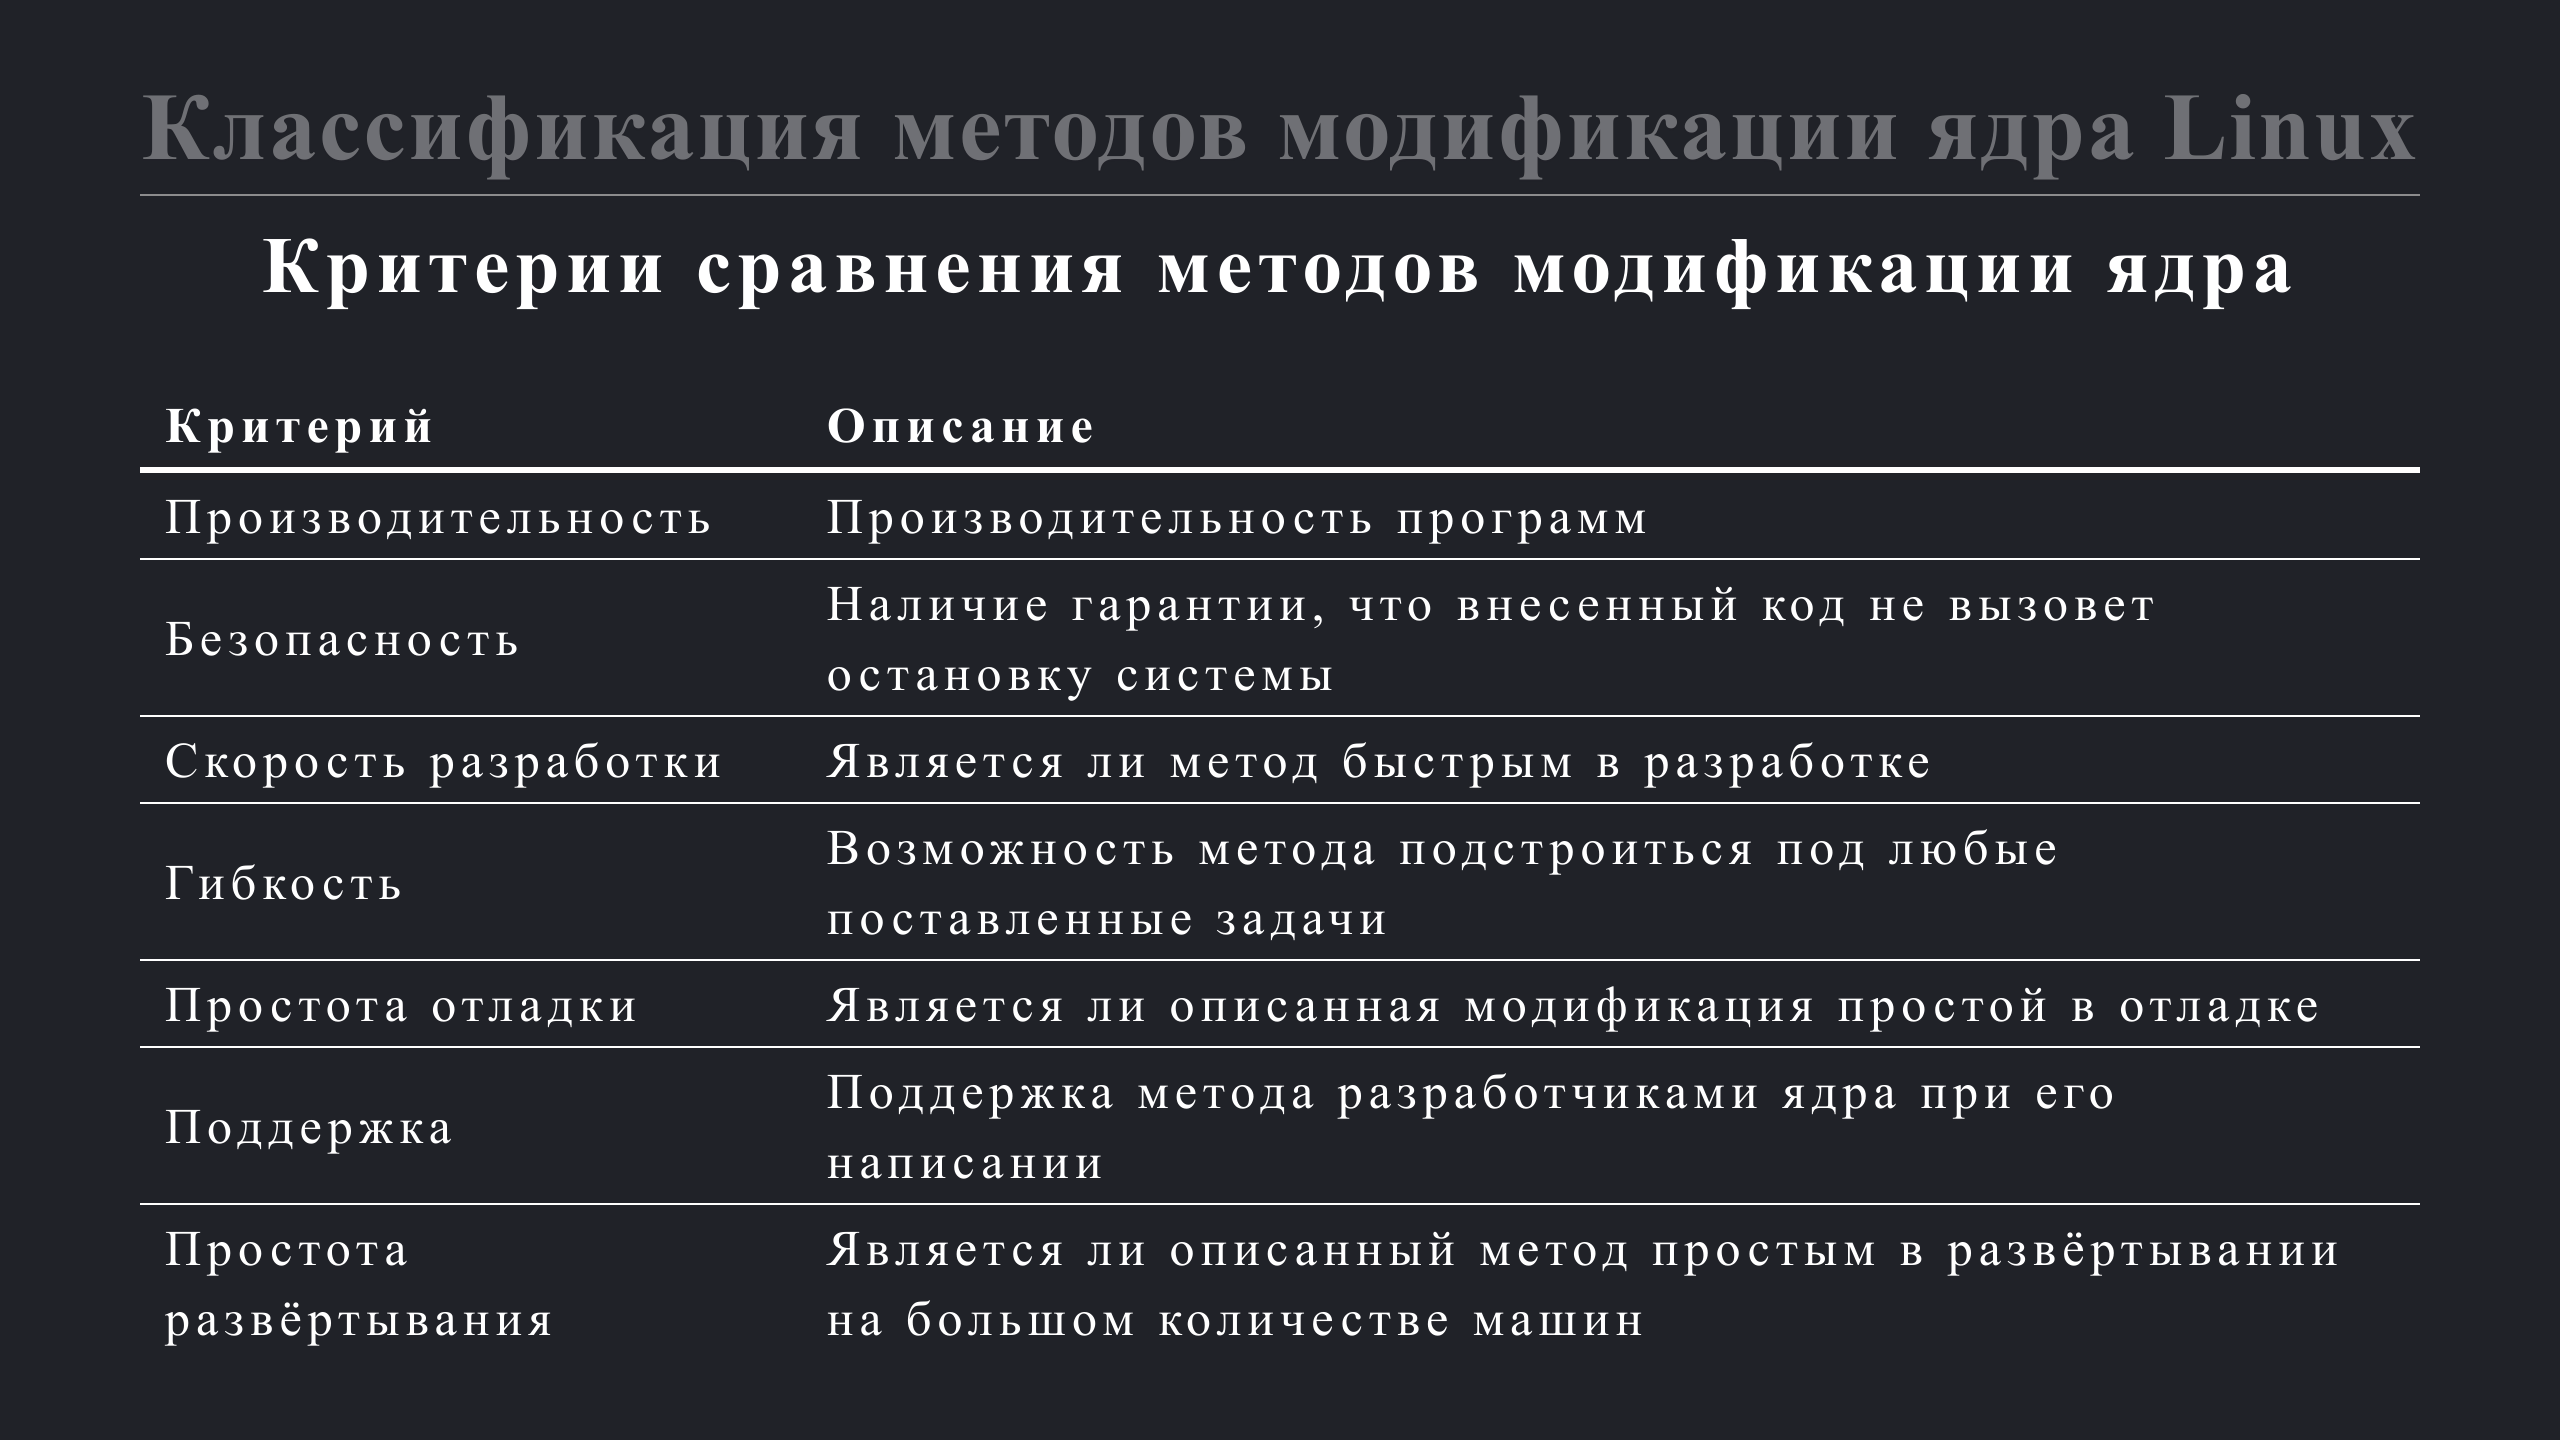 Классификация методов модификации ядра Linux
Критерии сравнения методов модификации ядра
Критерий Описание
Производительность Производительность программ
Безопасность Наличие гарантии, что внесенный код не вызовет
остановку системы
Скорость разработки Является ли метод быстрым в разработке
Гибкость Возможность метода подстроиться под любые
поставленные задачи
Простота отладки Является ли описанная модификация простой в отладке
Поддержка Поддержка метода разработчиками ядра при его
написании
Простота Является ли описанный метод простым в развёртывании
развёртывания на большом количестве машин